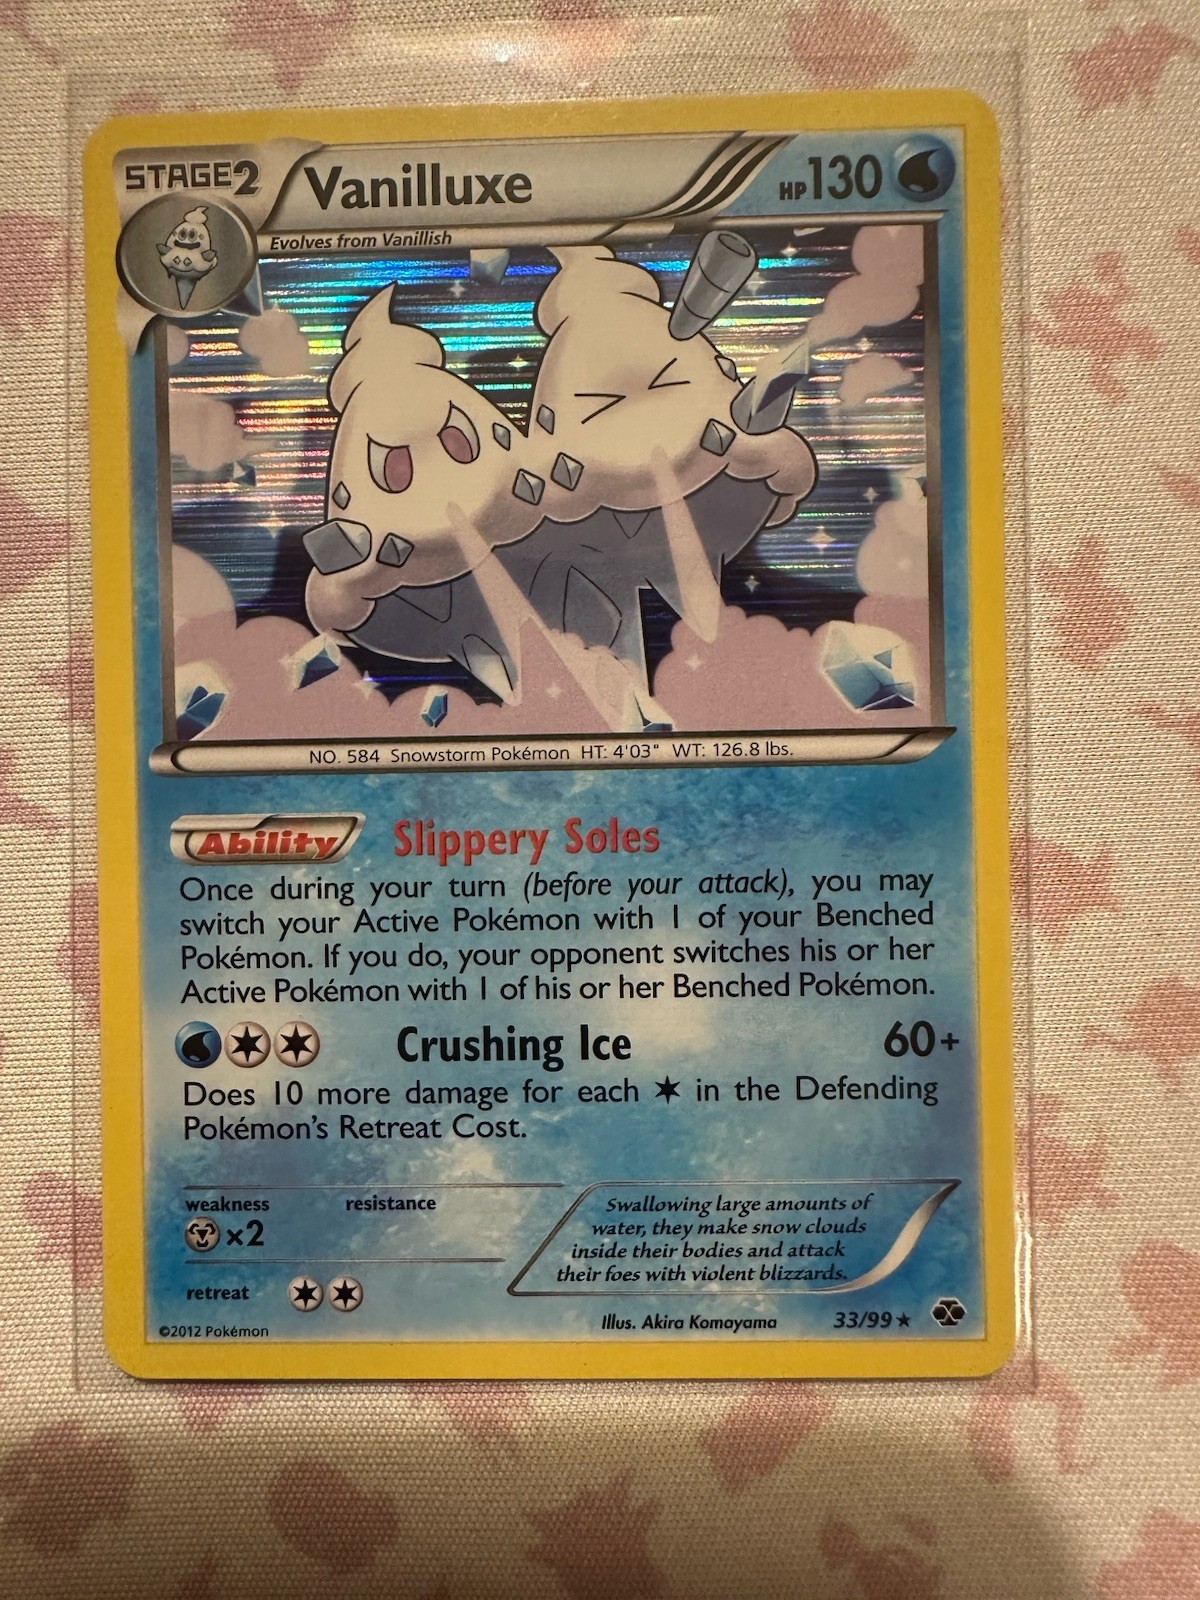 STAGE2
Vanilluxe
HP130
Evolves from Vanillish
NO. 584 Snowstorm Pokémon HT: 4'03" WT: 126.8 lbs.
Ability
Slippery Soles
Once during your turn (before your attack), you may
switch your Active Pokémon with 1 of your Benched
Pokémon. If you do, your opponent switches his or her
Active Pokémon with 1 of his or her Benched Pokémon.
Crushing Ice
60+
Does 10 more damage for each ✶ in the Defending
Pokémon's Retreat Cost.
weakness
resistance
×2
retreat
Swallowing large amounts of
water, they make snow clouds
inside their bodies and attack
their foes with violent blizzards.
©2012 Pokémon
Illus. Akira Komayama
33/99 ★